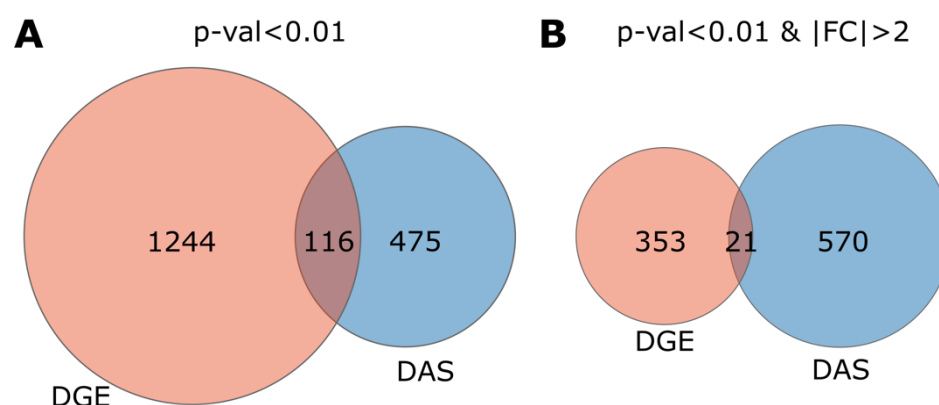 A p-val<0.01
1244 116 475
DAS
DGE
B p-val<0.01 & |FC|>2
353 21 570
DGE
DAS